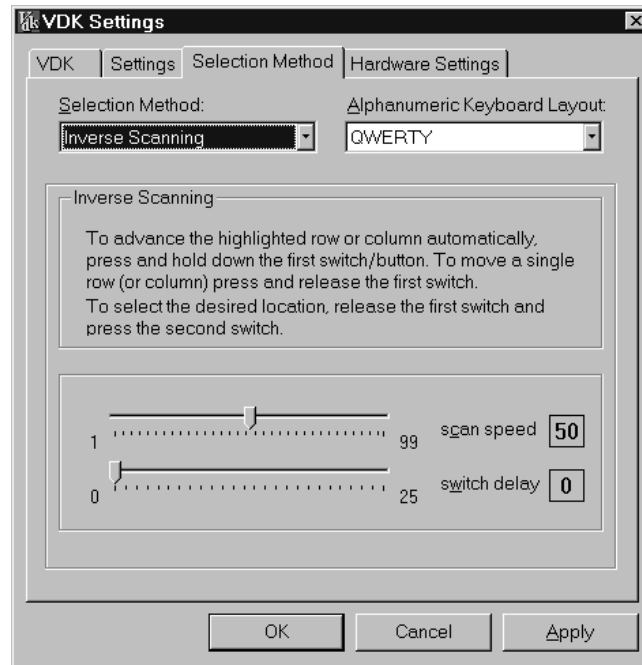 Vdk VDK Settings
VDK Settings Selection Method Hardware Settings
Selection Method: Alphanumeric Keyboard Layout:
Inverse Scanning QWERTY
Inverse Scanning
To advance the highlighted row or column automatically,
press and hold down the first switch/button. To move a single
row (or column) press and release the first switch.
To select the desired location, release the first switch and
press the second switch.
1 99 scan speed 50
0 25 switch delay 0
OK Cancel Apply